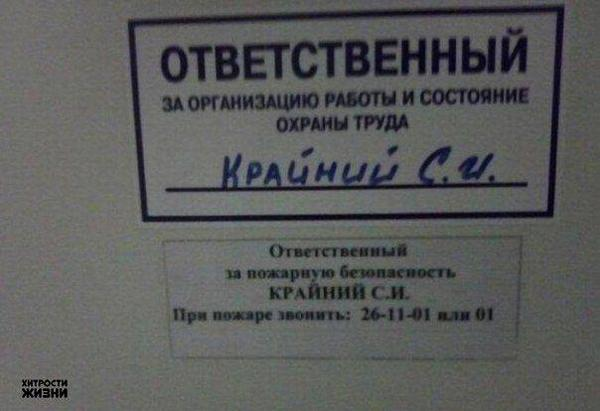 ОТВЕТСТВЕННЫЙ
ЗА ОРГАНИЗАЦИЮ РАБОТЫ И СОСТОЯНИЕ
ОХРАНЫ ТРУДА
КРАЙНИЙ С.И.
Ответственный
за пожарную безопасность
КРАЙНИЙ С.И.
При пожаре звонить: 26-11-01 или 01
ХИТРОСТИ
ЖИЗНИ